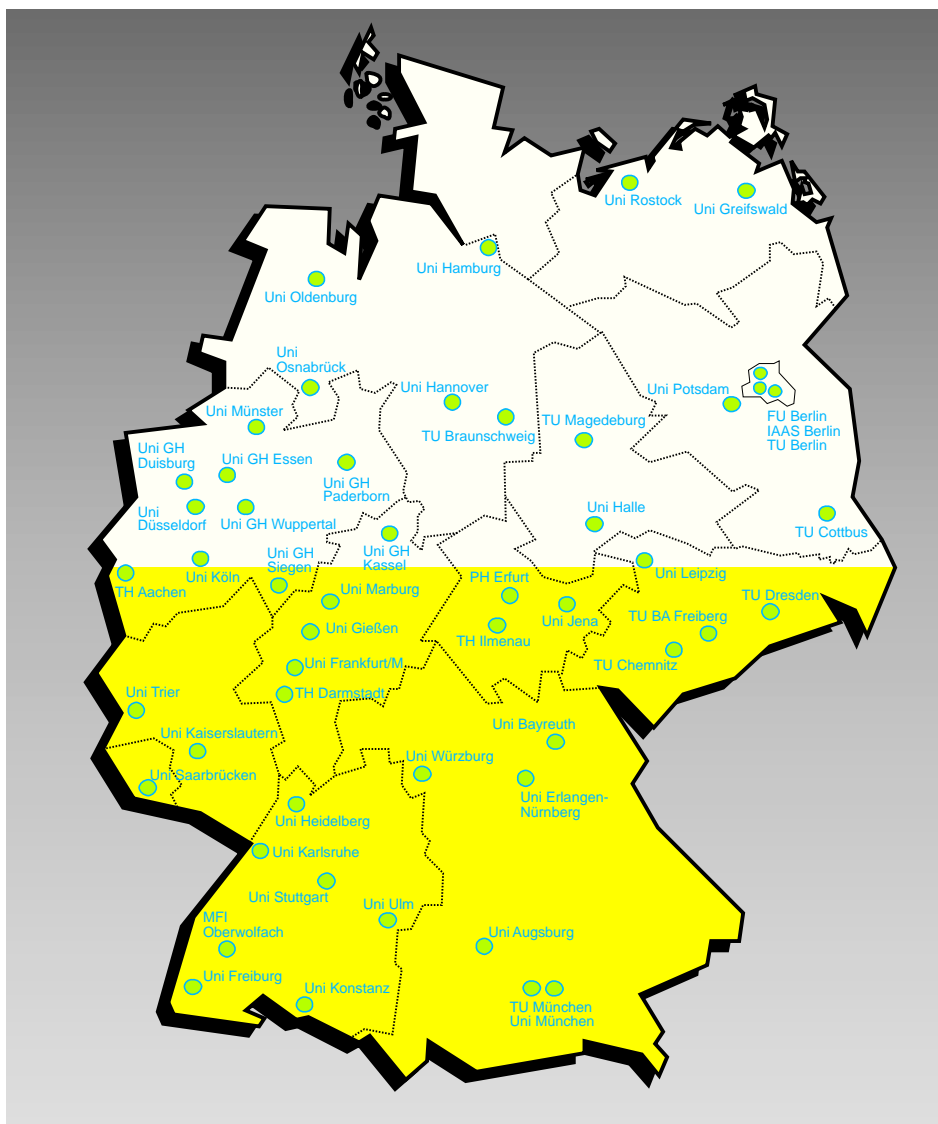 Uni Rostock
Uni Greifswald
Uni Hamburg
Uni Oldenburg
Uni
Osnabrück
Uni Hannover
Uni Potsdam
Uni Münster
TU Braunschweig
TU Magedeburg
FU Berlin
IAAS Berlin
TU Berlin
Uni GH
Duisburg
Uni GH Essen
Uni GH
Paderborn
Uni
Düsseldorf
Uni GH Wuppertal
Uni Halle
TU Cottbus
Uni GH
Kassel
Uni GH
Siegen
Uni Köln
TH Aachen
Uni Leipzig
PH Erfurt
Uni Marburg
Uni Jena
TU Dresden
TU BA Freiberg
Uni Gießen
TH Ilmenau
TU Chemnitz
Uni Frankfurt/M.
TH Darmstadt
Uni Trier
Uni Bayreuth
Uni Kaiserslautern
Uni Würzburg
Uni Saarbrücken
Uni Erlangen-
Nürnberg
Uni Heidelberg
Uni Karlsruhe
Uni Stuttgart
Uni Ulm
MFI
Oberwolfach
Uni Augsburg
Uni Freiburg
Uni Konstanz
TU München
Uni München